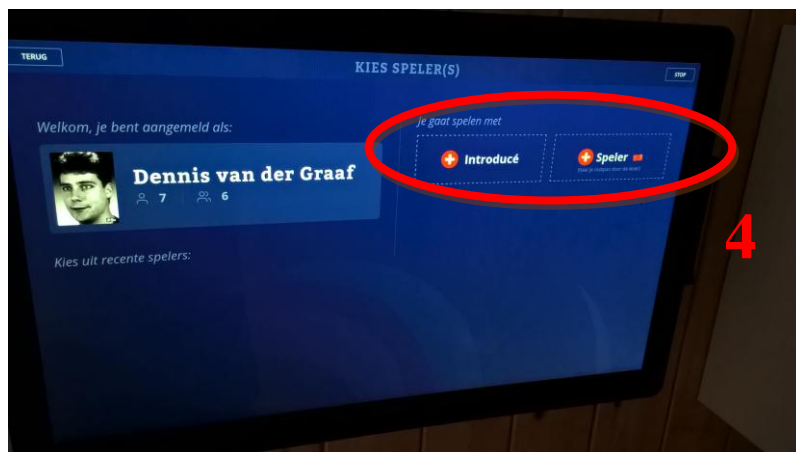 TERUG
KIES SPELER(S)
STOP
Welkom, je bent aangemeld als:
Dennis van der Graaf
7 6
Kies uit recente spelers:
Je gaat spelen met
Introducé
Speler
4